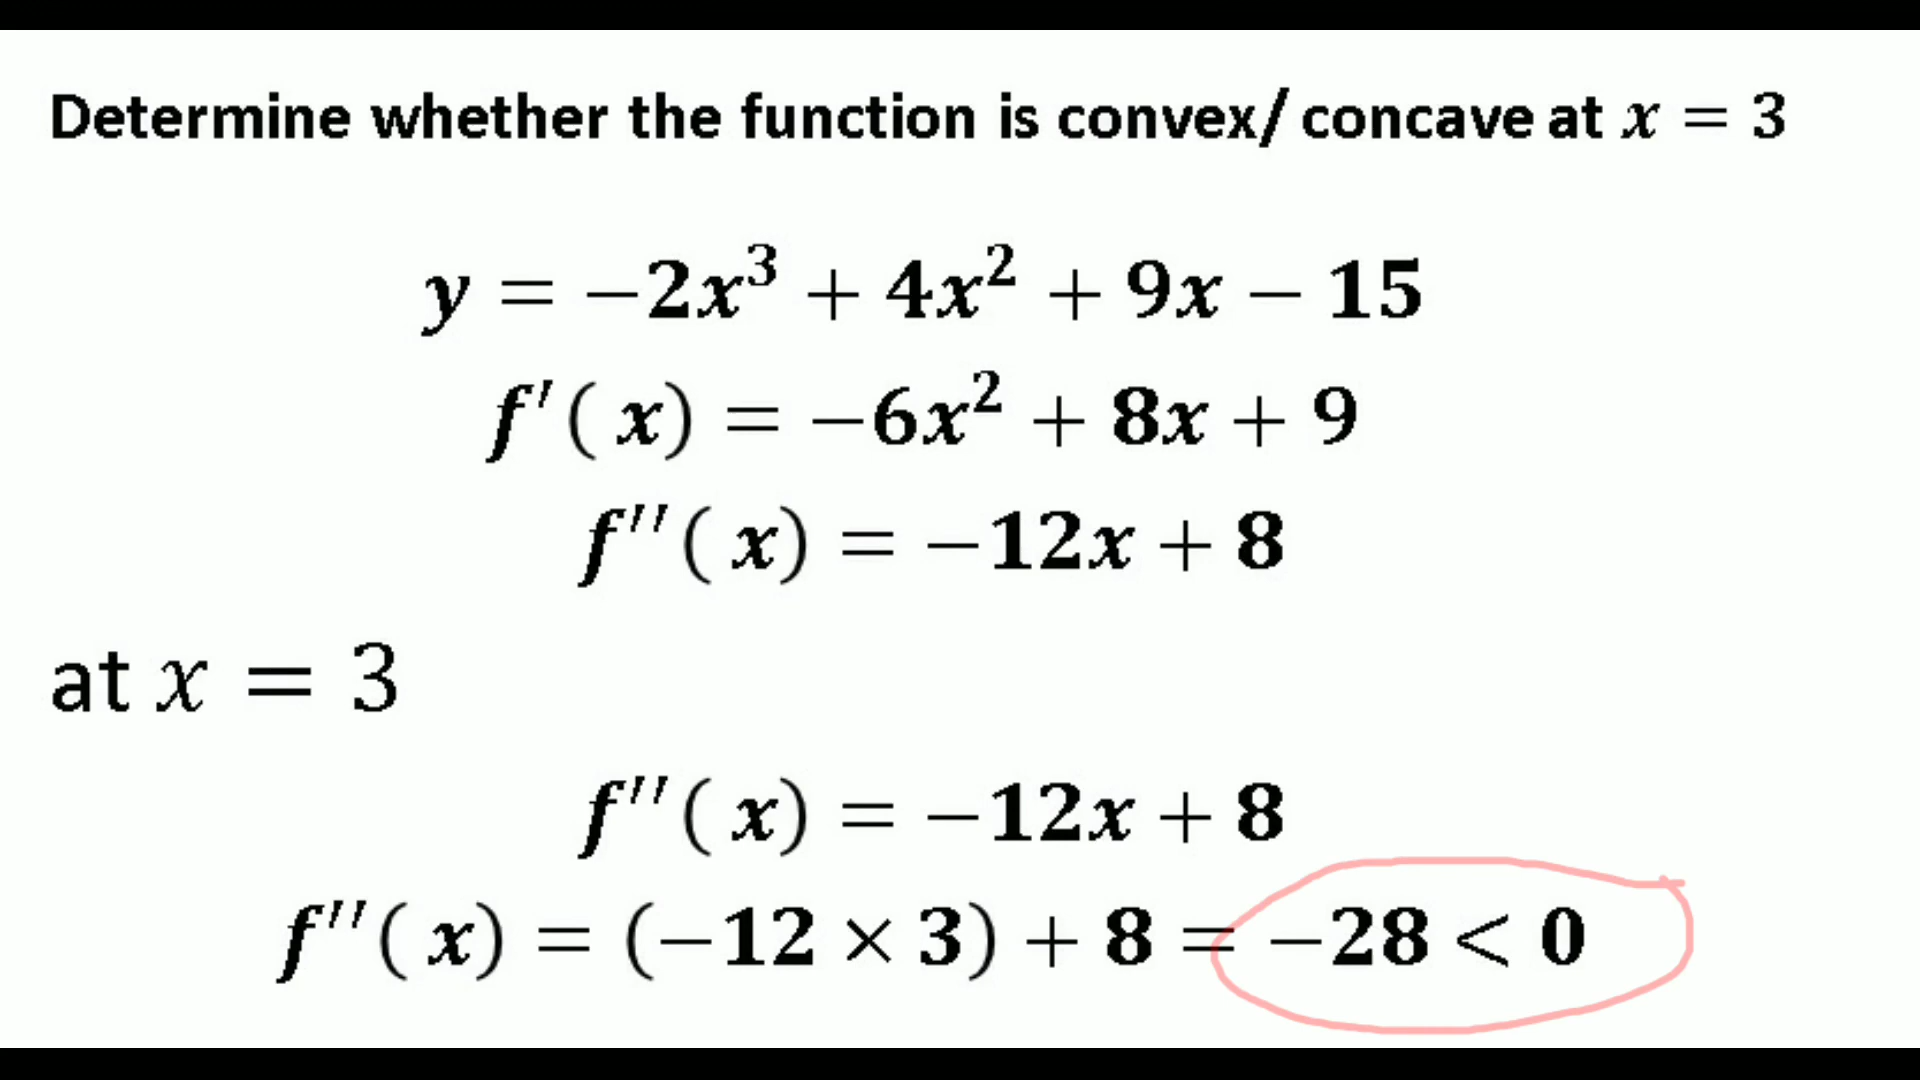 Determine whether the function is convex/ concave at x = 3
y = −2x³ + 4x² + 9x − 15
f′( x) = −6x² + 8x + 9
f′′( x) = −12x + 8
at x = 3
f′′( x) = −12x + 8
f′′( x) = (−12 × 3) + 8 = −28 < 0